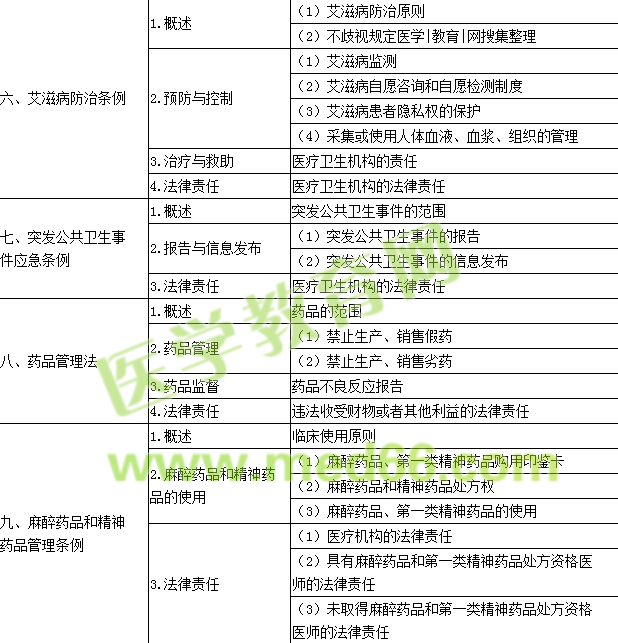 1.概述
（1）艾滋病防治原则
（2）不歧视规定医学|教育|网搜集整理
六、艾滋病防治条例
2.预防与控制
（1）艾滋病监测
（2）艾滋病自愿咨询和自愿检测制度
（3）艾滋病患者隐私权的保护
（4）采集或使用人体血液、血浆、组织的管理
3.治疗与救助
医疗卫生机构的责任
4.法律责任
医疗卫生机构的法律责任
七、突发公共卫生事
件应急条例
1.概述
突发公共卫生事件的范围
2.报告与信息发布
（1）突发公共卫生事件的报告
（2）突发公共卫生事件的信息发布
3.法律责任
医疗卫生机构的法律责任
八、药品管理法
1.概述
药品的范围
2.药品管理
（1）禁止生产、销售假药
（2）禁止生产、销售劣药
3.药品监督
药品不良反应报告
4.法律责任
违法收受财物或者其他利益的法律责任
九、麻醉药品和精神
药品管理条例
1.概述
临床使用原则
2.麻醉药品和精神药
品的使用
（1）麻醉药品、第一类精神药品购用印鉴卡
（2）麻醉药品和精神药品处方权
（3）麻醉药品、第一类精神药品的使用
3.法律责任
（1）医疗机构的法律责任
（2）具有麻醉药品和第一类精神药品处方资格医
师的法律责任
（3）未取得麻醉药品和第一类精神药品处方资格
医师的法律责任
医学教育网
www.med66.com